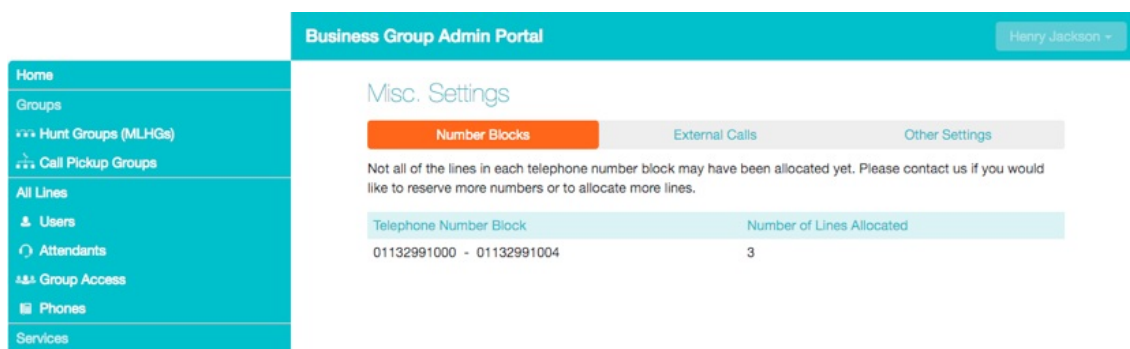 Business Group Admin Portal
Henry Jackson
Home
Groups
Hunt Groups (MLHGs)
Call Pickup Groups
All Lines
Users
Attendants
Group Access
Phones
Services
Misc. Settings
Number Blocks External Calls Other Settings
Not all of the lines in each telephone number block may have been allocated yet. Please contact us if you would
like to reserve more numbers or to allocate more lines.
Telephone Number Block Number of Lines Allocated
01132991000 - 01132991004 3